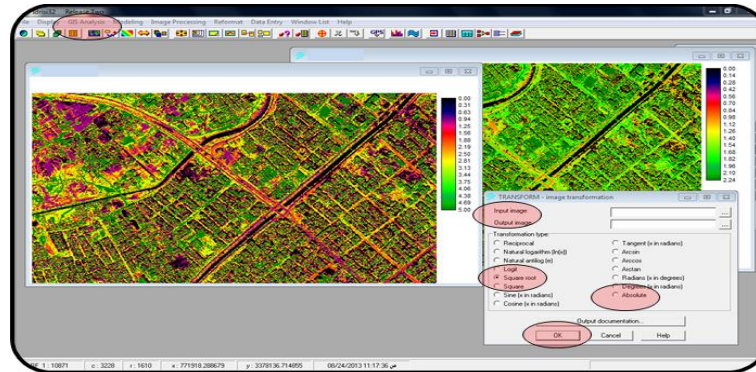 Release Two
File Display GIS Analysis Modeling Image Processing Reformat Data Entry Window List Help
0.00
0.31
0.63
0.94
1.25
1.56
1.88
2.19
2.50
2.81
3.13
3.44
3.75
4.06
4.38
4.69
5.00
0.00
0.14
0.28
0.42
0.56
0.70
0.84
0.98
1.12
1.26
1.40
1.54
1.68
1.82
1.96
2.10
2.24
TRANSFORM - image transformation
Input image:
Output image:
...
...
Transformation type:
Reciprocal
Natural logarithm (ln(x))
Natural antilog (e)
Logit
Square root
Square
Sine (x in radians)
Cosine (x in radians)
Tangent (x in radians)
Arcsin
Arccos
Arctan
Radians (x in degrees)
Degrees (x in radians)
Absolute
Output documentation...
OK Cancel Help
RF 1 : 10871 c : 3228 r : 1610 x : 771918.288679 y : 3378136.714855 08/24/2013 11:17:36 ص